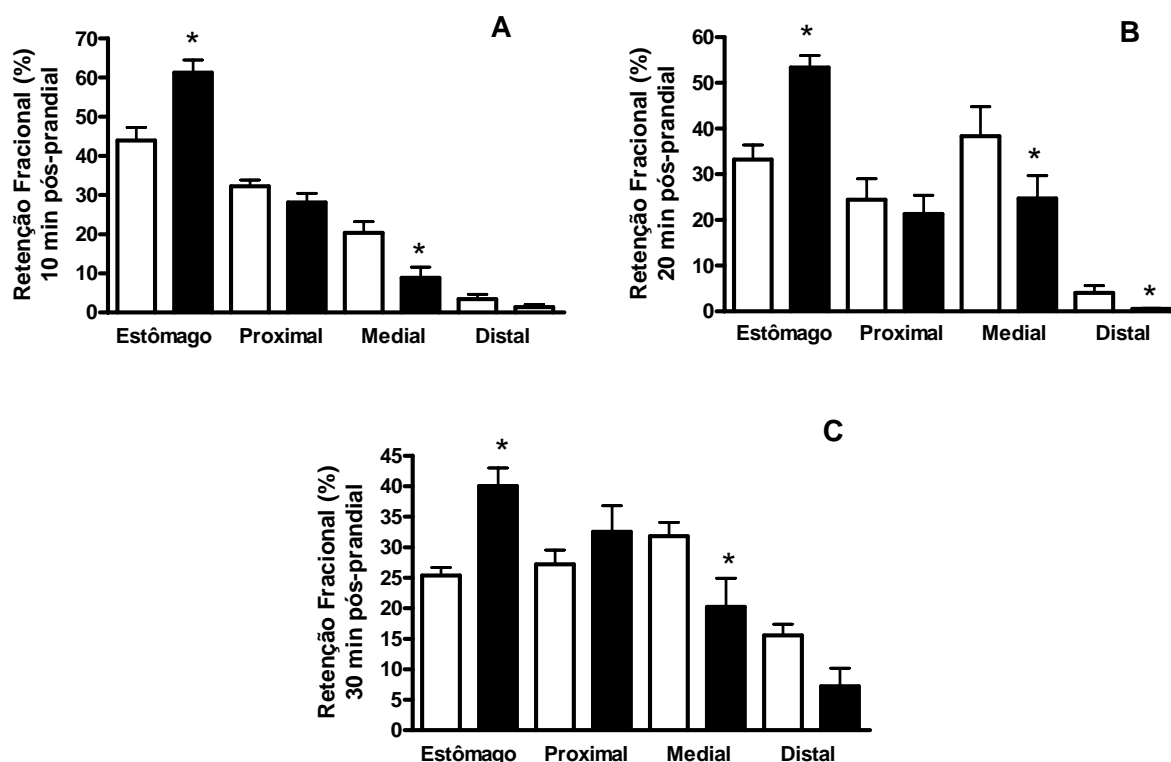 A
Retenção Fracional (%)
10 min pós-prandial
70
60
50
40
30
20
10
0
*
*
Estômago Proximal Medial Distal
B
Retenção Fracional (%)
20 min pós-prandial
60
50
40
30
20
10
0
*
*
*
Estômago Proximal Medial Distal
C
Retenção Fracional (%)
30 min pós-prandial
45
40
35
30
25
20
15
10
5
0
*
*
Estômago Proximal Medial Distal